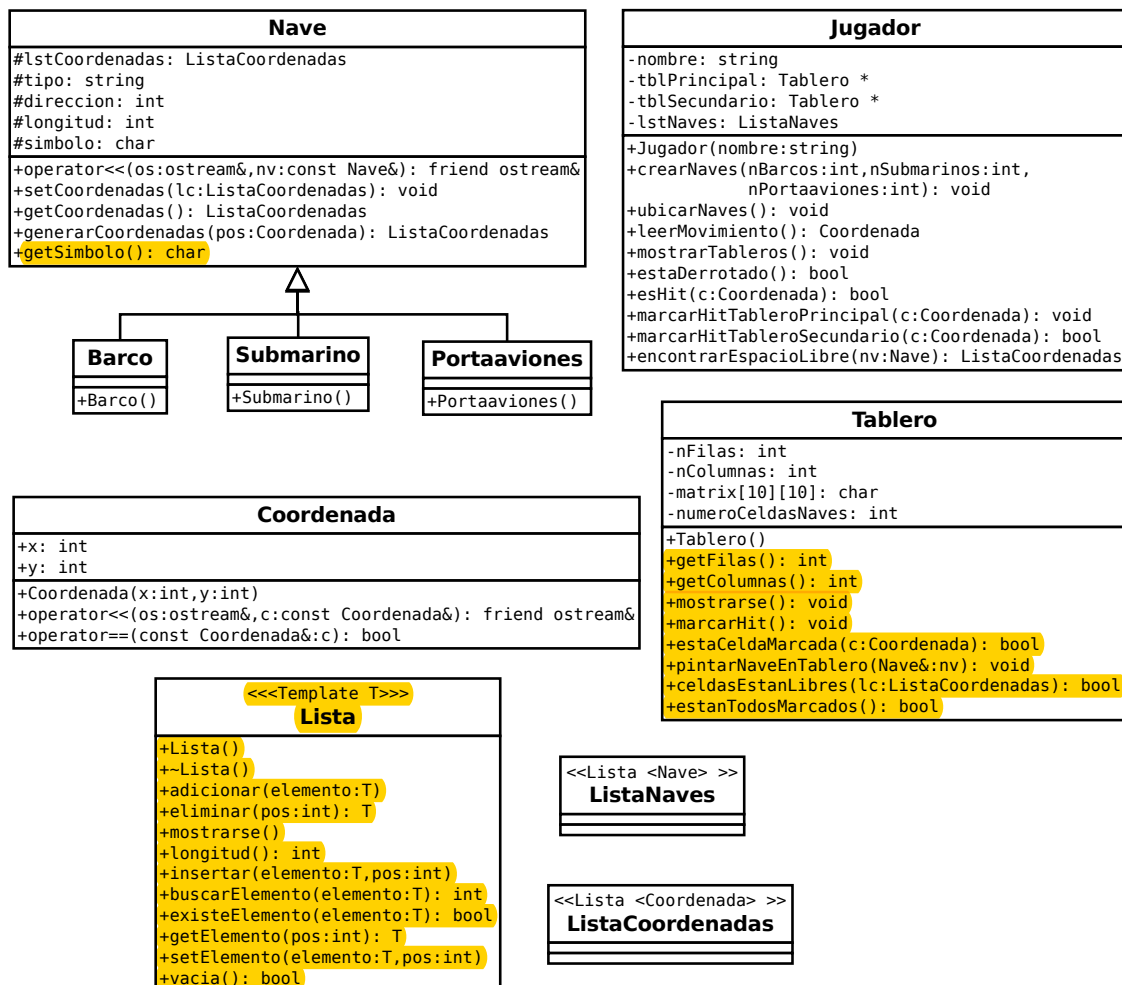 Nave
#lstCoordenadas: ListaCoordenadas
#tipo: string
#direccion: int
#longitud: int
#simbolo: char
+operator<<(os:ostream&,nv:const Nave&): friend ostream&
+setCoordenadas(lc:ListaCoordenadas): void
+getCoordenadas(): ListaCoordenadas
+generarCoordenadas(pos:Coordenada): ListaCoordenadas
+getSimbolo(): char
Barco
+Barco()
Submarino
+Submarino()
Portaaviones
+Portaaviones()
Jugador
-nombre: string
-tblPrincipal: Tablero *
-tblSecundario: Tablero *
-lstNaves: ListaNaves
+Jugador(nombre:string)
+crearNaves(nBarcos:int,nSubmarinos:int,
nPortaaviones:int): void
+ubicarNaves(): void
+leerMovimiento(): Coordenada
+mostrarTableros(): void
+estaDerrotado(): bool
+esHit(c:Coordenada): bool
+marcarHitTableroPrincipal(c:Coordenada): void
+marcarHitTableroSecundario(c:Coordenada): bool
+encontrarEspacioLibre(nv:Nave): ListaCoordenadas
Coordenada
+x: int
+y: int
+Coordenada(x:int,y:int)
+operator<<(os:ostream&,c:const Coordenada&): friend ostream&
+operator==(const Coordenada&:c): bool
Tablero
-nFilas: int
-nColumnas: int
-matrix[10][10]: char
-numeroCeldasNaves: int
+Tablero()
+getFilas(): int
+getColumnas(): int
+mostrarse(): void
+marcarHit(): void
+estaCeldaMarcada(c:Coordenada): bool
+pintarNaveEnTablero(Nave&:nv): void
+celdasEstanLibres(lc:ListaCoordenadas): bool
+estanTodosMarcados(): bool
<<<Template T>>>
Lista
+Lista()
+~Lista()
+adicionar(elemento:T)
+eliminar(pos:int): T
+mostrarse()
+longitud(): int
+insertar(elemento:T,pos:int)
+buscarElemento(elemento:T): int
+existeElemento(elemento:T): bool
+getElemento(pos:int): T
+setElemento(elemento:T,pos:int)
+vacia(): bool
<<Lista <Nave> >>
ListaNaves
<<Lista <Coordenada> >>
ListaCoordenadas